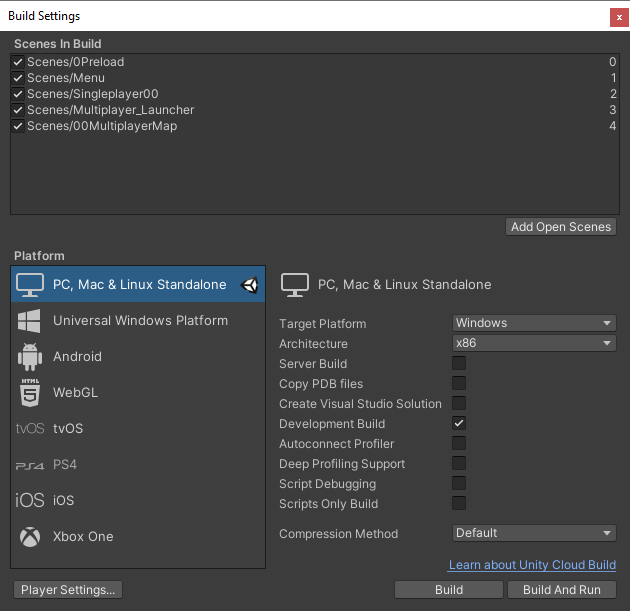 Build Settings
x
Scenes In Build
Scenes/0Preload 0
Scenes/Menu 1
Scenes/Singleplayer00 2
Scenes/Multiplayer_Launcher 3
Scenes/00MultiplayerMap 4
Add Open Scenes
Platform
PC, Mac & Linux Standalone
Universal Windows Platform
Android
HTML
5
WebGL
tvOS tvOS
PS4 PS4
iOS iOS
Xbox One
PC, Mac & Linux Standalone
Target Platform Windows
Architecture x86
Server Build
Copy PDB files
Create Visual Studio Solution
Development Build
Autoconnect Profiler
Deep Profiling Support
Script Debugging
Scripts Only Build
Compression Method Default
Learn about Unity Cloud Build
Player Settings...
Build
Build And Run